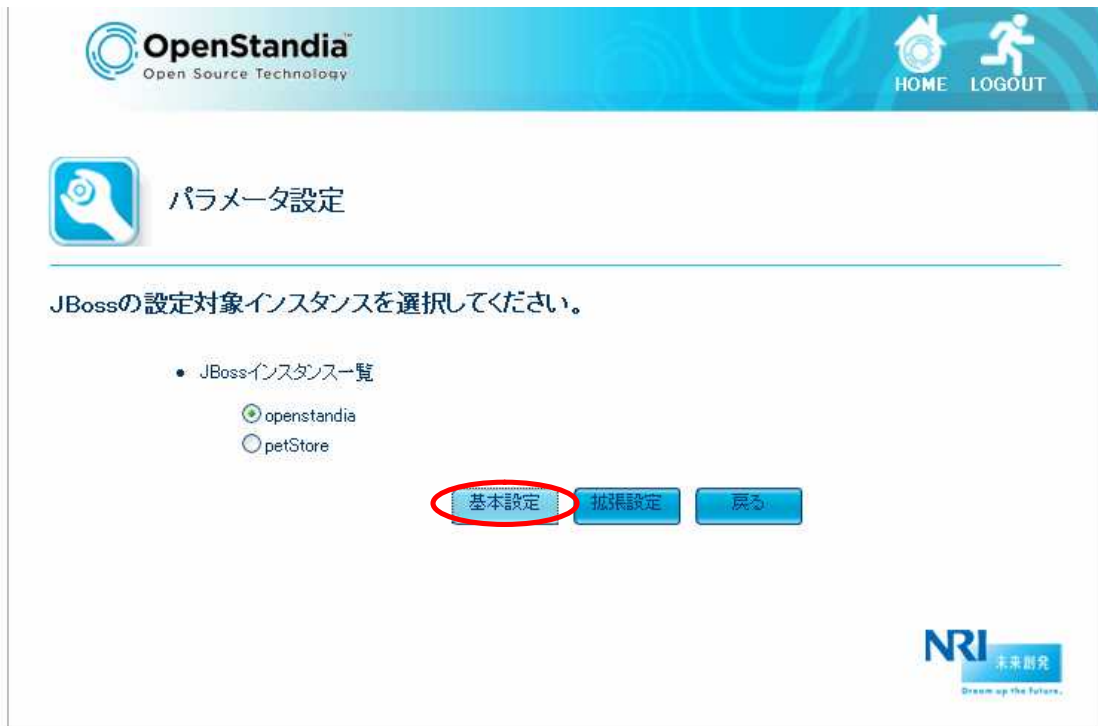 OpenStandia™
Open Source Technology
HOME LOGOUT
パラメータ設定
JBossの設定対象インスタンスを選択してください。
• JBossインスタンス一覧
openstandia
petStore
基本設定 拡張設定 戻る
NRI 未来創発
Dream up the future.